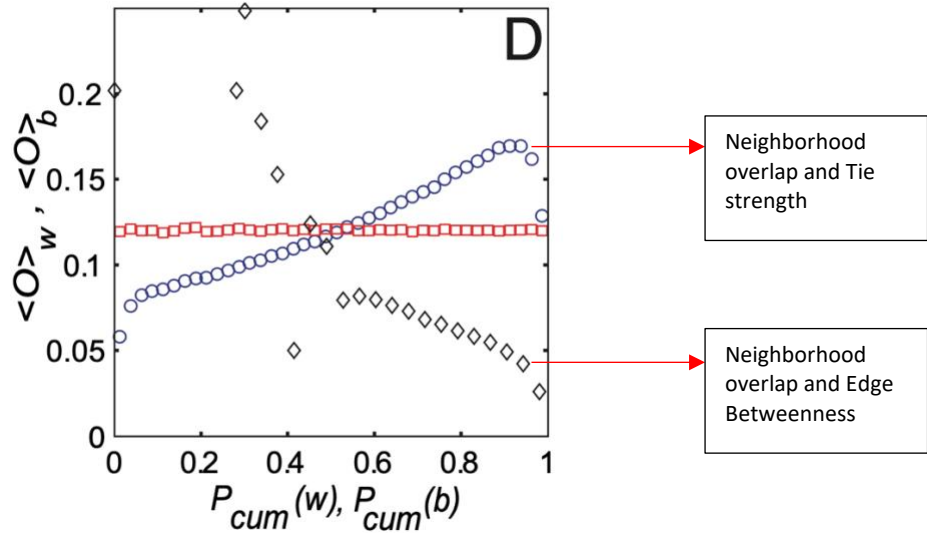 D
0.2
0.15
0.1
0.05
0
0 0.2 0.4 0.6 0.8 1
<O>w , <O>b
Pcum(w), Pcum(b)
Neighborhood
overlap and Tie
strength
Neighborhood
overlap and Edge
Betweenness